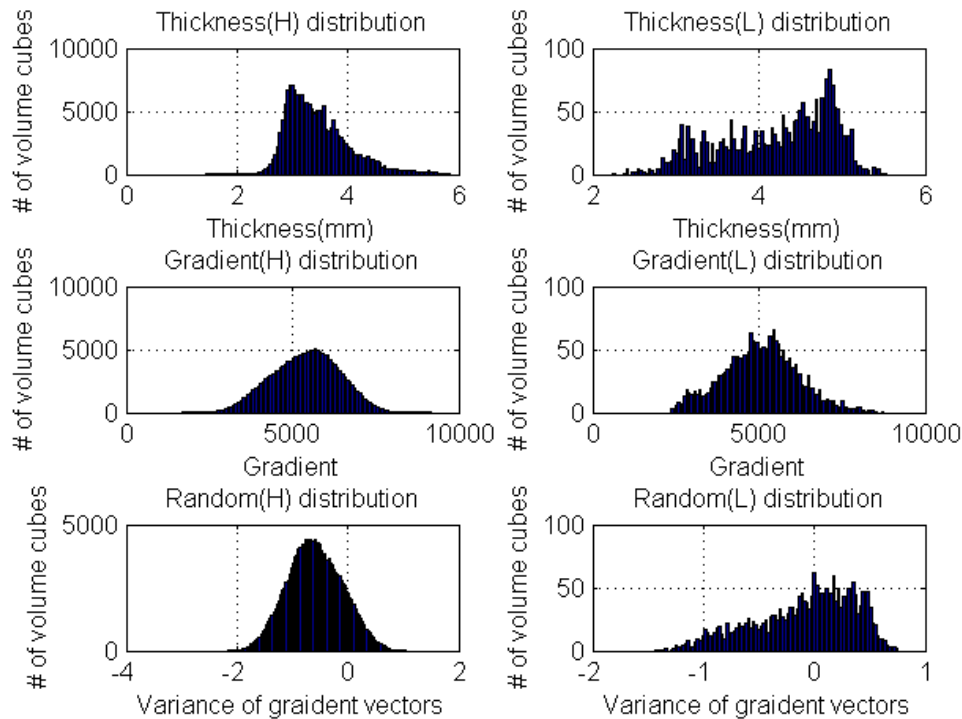 Thickness(H) distribution
# of volume cubes
10000
5000
0
0 2 4 6
Thickness(mm)
Thickness(L) distribution
# of volume cubes
100
50
0
2 4 6
Thickness(mm)
Gradient(H) distribution
# of volume cubes
10000
5000
0
0 5000 10000
Gradient
Gradient(L) distribution
# of volume cubes
100
50
0
0 5000 10000
Gradient
Random(H) distribution
# of volume cubes
5000
0
-4 -2 0 2
Variance of graident vectors
Random(L) distribution
# of volume cubes
100
50
0
-2 -1 0 1
Variance of graident vectors